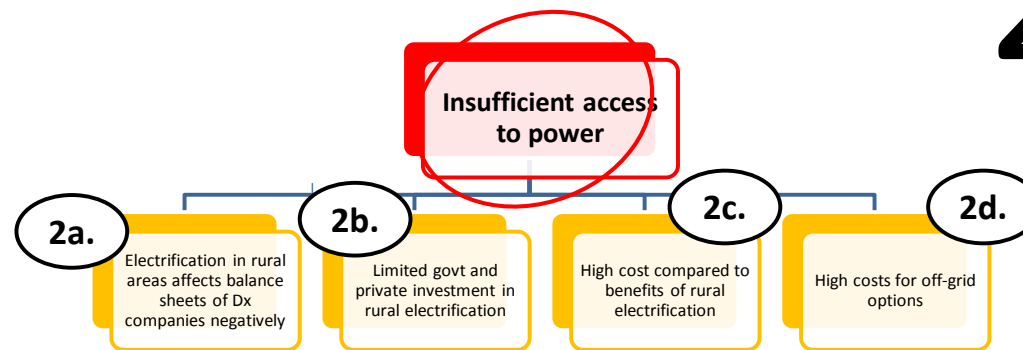 Insufficient access
to power
2a.
2b.
2c.
2d.
Electrification in rural
areas affects balance
sheets of Dx
companies negatively
Limited govt and
private investment in
rural electrification
High cost compared to
benefits of rural
electrification
High costs for off-grid
options